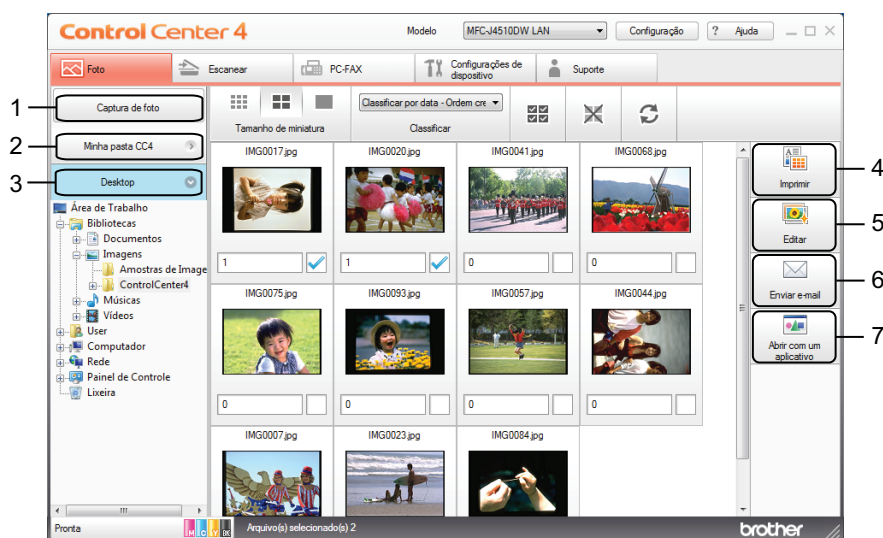 Control Center 4
Modelo
MFC-J4510DW LAN
Configuração
? Ajuda
Foto
Escanear
PC-FAX
Configurações de
dispositivo
Suporte
1
Captura de foto
2
Minha pasta CC4
3
Desktop
Tamanho de miniatura
Classificar por data - Ordem cre
Classificar
Área de Trabalho
Bibliotecas
Documentos
Imagens
Amostras de Image
ControlCenter4
Músicas
Vídeos
User
Computador
Rede
Painel de Controle
Lixeira
IMG0017.jpg
IMG0020.jpg
IMG0041.jpg
IMG0068.jpg
1
1
0
0
IMG0075.jpg
IMG0093.jpg
IMG0057.jpg
IMG0044.jpg
0
0
0
0
IMG0007.jpg
IMG0023.jpg
IMG0084.jpg
Imprimir
4
Editar
5
Enviar e-mail
6
Abrir com um
aplicativo
7
Pronta
M C Y BK
Arquivo(s) selecionado(s) 2
brother